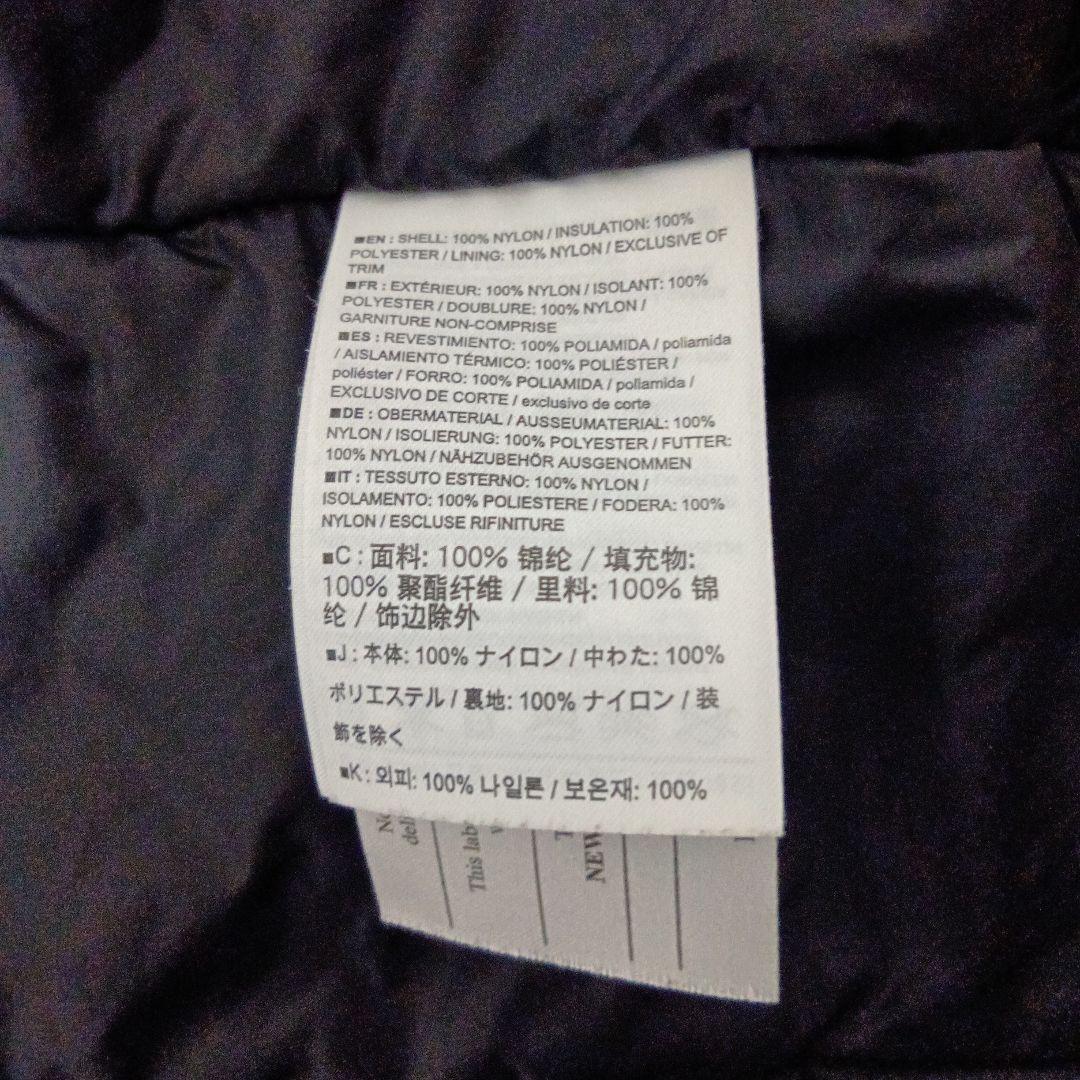 ■EN : SHELL: 100% NYLON / INSULATION: 100%
POLYESTER / LINING: 100% NYLON / EXCLUSIVE OF
TRIM
■FR : EXTÉRIEUR: 100% NYLON / ISOLANT: 100%
POLYESTER / DOUBLURE: 100% NYLON /
GARNITURE NON-COMPRISE
■ES : REVESTIMIENTO: 100% POLIAMIDA / poliamida
/ AISLAMIENTO TÉRMICO: 100% POLIÉSTER /
poliéster / FORRO: 100% POLIAMIDA / poliamida /
EXCLUSIVO DE CORTE / exclusivo de corte
■DE : OBERMATERIAL / AUSSEUMATERIAL: 100%
NYLON / ISOLIERUNG: 100% POLYESTER / FUTTER:
100% NYLON / NÄHZUBEHÖR AUSGENOMMEN
■IT : TESSUTO ESTERNO: 100% NYLON /
ISOLAMENTO: 100% POLIESTERE / FODERA: 100%
NYLON / ESCLUSE RIFINITURE
■C : 面料: 100% 锦纶 / 填充物:
100% 聚酯纤维 / 里料: 100% 锦
纶 / 饰边除外
■J : 本体: 100% ナイロン / 中わた: 100%
ポリエステル / 裏地: 100% ナイロン / 装
飾を除く
■K : 외피: 100% 나일론 / 보온재: 100%
This
NEW